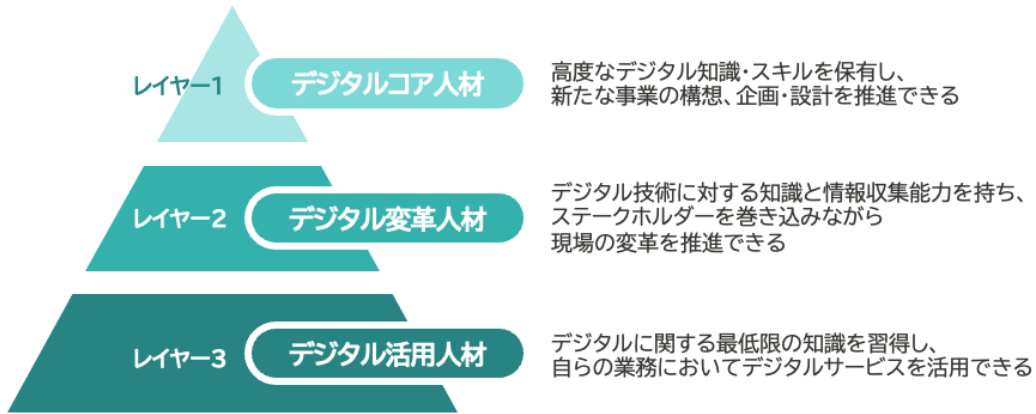 レイヤー1
デジタルコア人材
高度なデジタル知識・スキルを保有し、
新たな事業の構想、企画・設計を推進できる
レイヤー2
デジタル変革人材
デジタル技術に対する知識と情報収集能力を持ち、
ステークホルダーを巻き込みながら
現場の変革を推進できる
レイヤー3
デジタル活用人材
デジタルに関する最低限の知識を習得し、
自らの業務においてデジタルサービスを活用できる